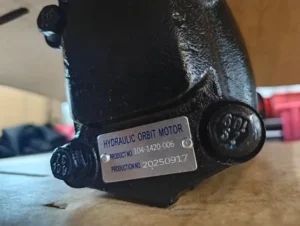 HYDRAULIC ORBIT MOTOR
PRODUCT NO 104-1420-006
PRODUCTION NO. 20250917